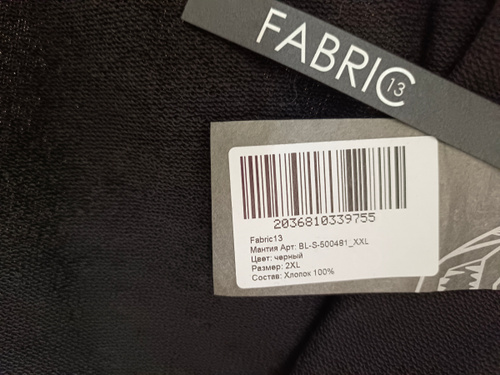 FABRIC
13
2036810339755
Fabric13
Мантия Арт: BL-S-500481_XXL
Цвет: черный
Размер: 2XL
Состав: Хлопок 100%